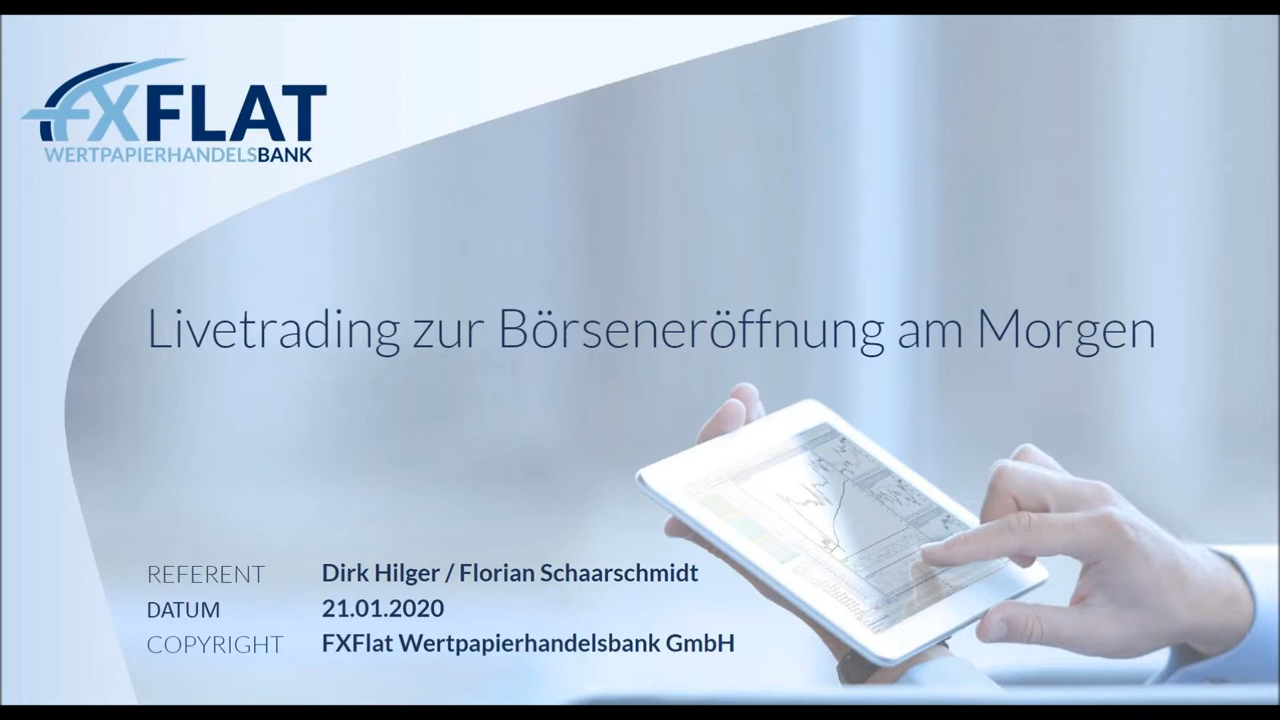 FXFLAT
WERTPAPIERHANDELSBANK
Livetrading zur Börseneröffnung am Morgen
REFERENT Dirk Hilger / Florian Schaarschmidt
DATUM 21.01.2020
COPYRIGHT FXFlat Wertpapierhandelsbank GmbH